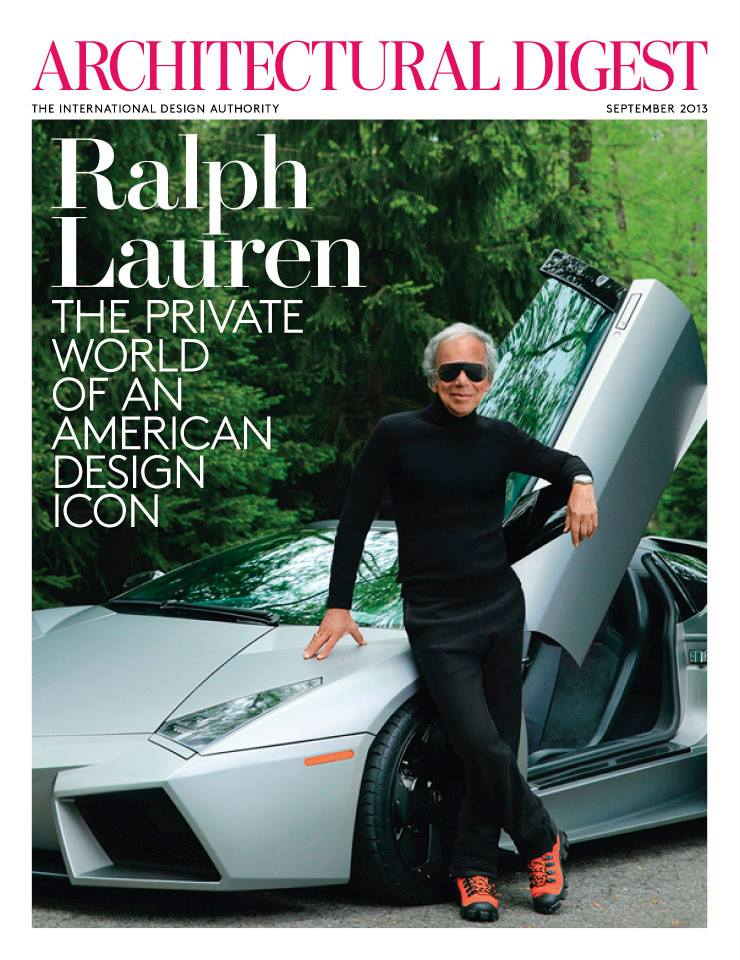 ARCHITECTURAL DIGEST
THE INTERNATIONAL DESIGN AUTHORITY SEPTEMBER 2013
Ralph
Lauren
THE PRIVATE
WORLD
OF AN
AMERICAN
DESIGN
ICON